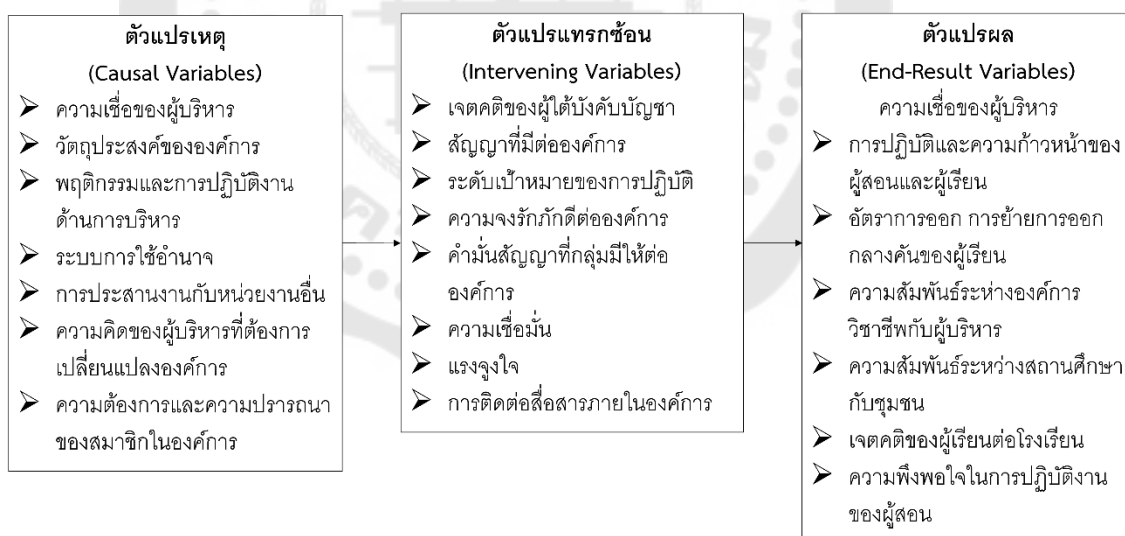 ตัวแปรเหตุ
(Causal Variables)
➢ ความเชื่อของผู้บริหาร
➢ วัตถุประสงค์ขององค์การ
➢ พฤติกรรมและการปฏิบัติงาน
ด้านการบริหาร
➢ ระบบการใช้อำนาจ
➢ การประสานงานกับหน่วยงานอื่น
➢ ความคิดของผู้บริหารที่ต้องการ
เปลี่ยนแปลงองค์การ
➢ ความต้องการและความปรารถนา
ของสมาชิกในองค์การ
ตัวแปรแทรกซ้อน
(Intervening Variables)
➢ เจตคติของผู้ใต้บังคับบัญชา
➢ สัญญาที่มีต่อองค์การ
➢ ระดับเป้าหมายของการปฏิบัติ
➢ ความจงรักภักดีต่อองค์การ
➢ คำมั่นสัญญาที่กลุ่มมีให้ต่อ
องค์การ
➢ ความเชื่อมั่น
➢ แรงจูงใจ
➢ การติดต่อสื่อสารภายในองค์การ
ตัวแปรผล
(End-Result Variables)
ความเชื่อของผู้บริหาร
➢ การปฏิบัติและความก้าวหน้าของ
ผู้สอนและผู้เรียน
➢ อัตราการออก การย้ายการออก
กลางคันของผู้เรียน
➢ ความสัมพันธ์ระห่างองค์การ
วิชาชีพกับผู้บริหาร
➢ ความสัมพันธ์ระหว่างสถานศึกษา
กับชุมชน
➢ เจตคติของผู้เรียนต่อโรงเรียน
➢ ความพึงพอใจในการปฏิบัติงาน
ของผู้สอน